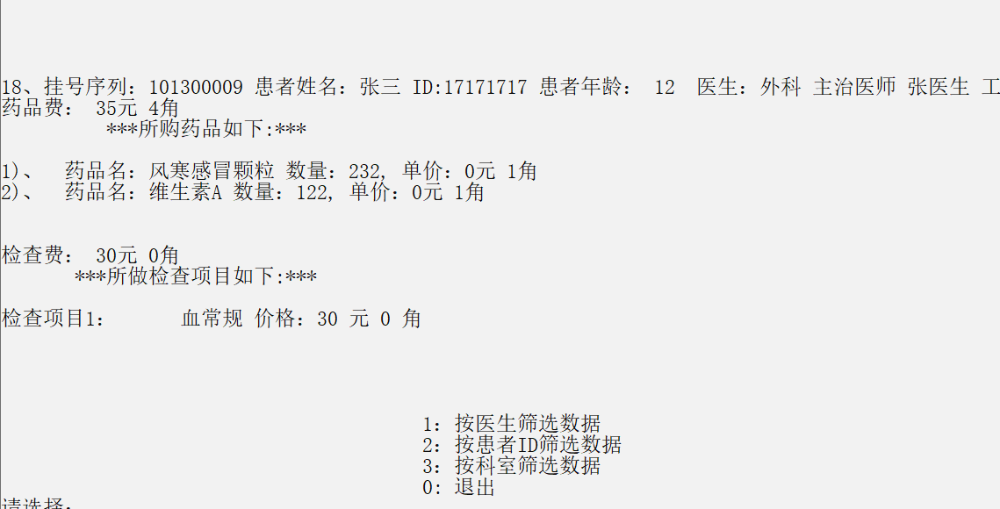 18、挂号序列：101300009 患者姓名：张三 ID:17171717 患者年龄： 12 医生：外科 主治医师 张医生 工
药品费： 35元 4角
***所购药品如下:***
1)、 药品名：风寒感冒颗粒 数量：232, 单价：0元 1角
2)、 药品名：维生素A 数量：122, 单价：0元 1角
检查费： 30元 0角
***所做检查项目如下:***
检查项目1： 血常规 价格：30 元 0 角
1：按医生筛选数据
2：按患者ID筛选数据
3：按科室筛选数据
0：退出
请选择：